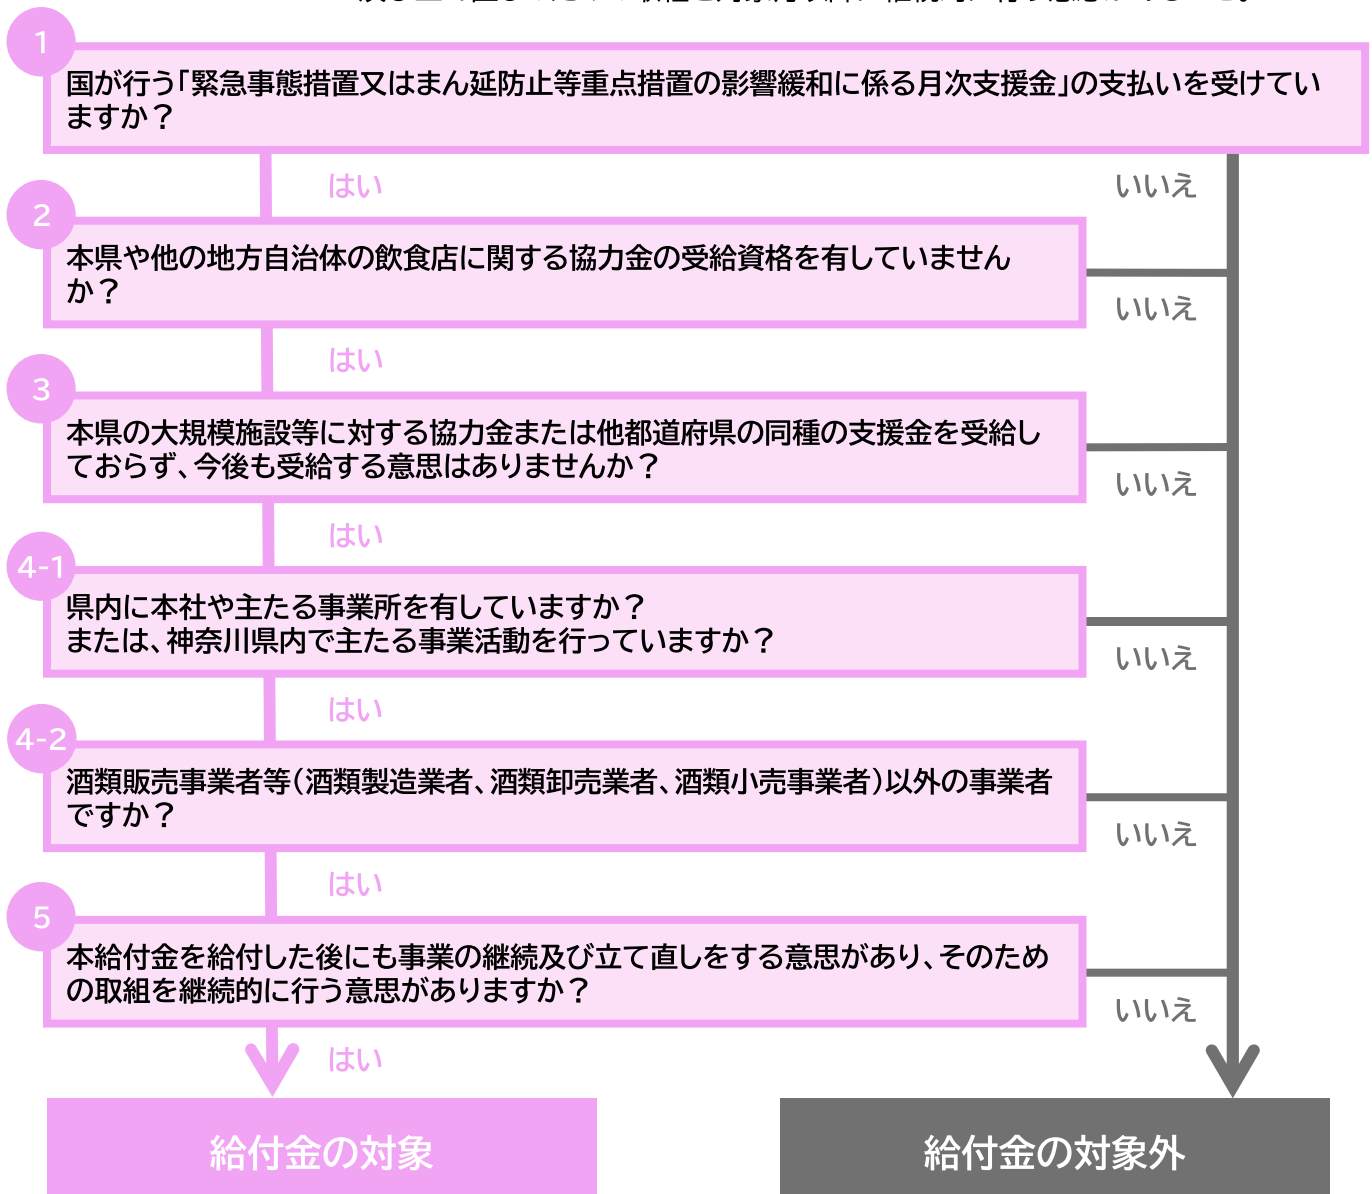 1
国が行う「緊急事態措置又はまん延防止等重点措置の影響緩和に係る月次支援金」の支払いを受けてい
ますか？
はい
いいえ
2
本県や他の地方自治体の飲食店に関する協力金の受給資格を有していません
か？
いいえ
はい
3
本県の大規模施設等に対する協力金または他都道府県の同種の支援金を受給し
ておらず、今後も受給する意思はありませんか？
いいえ
はい
4-1
県内に本社や主たる事業所を有していますか？
または、神奈川県内で主たる事業活動を行っていますか？
いいえ
はい
4-2
酒類販売事業者等（酒類製造業者、酒類卸売業者、酒類小売事業者）以外の事業者
ですか？
いいえ
はい
5
本給付金を給付した後にも事業の継続及び立て直しをする意思があり、そのため
の取組を継続的に行う意思がありますか？
いいえ
はい
給付金の対象
給付金の対象外